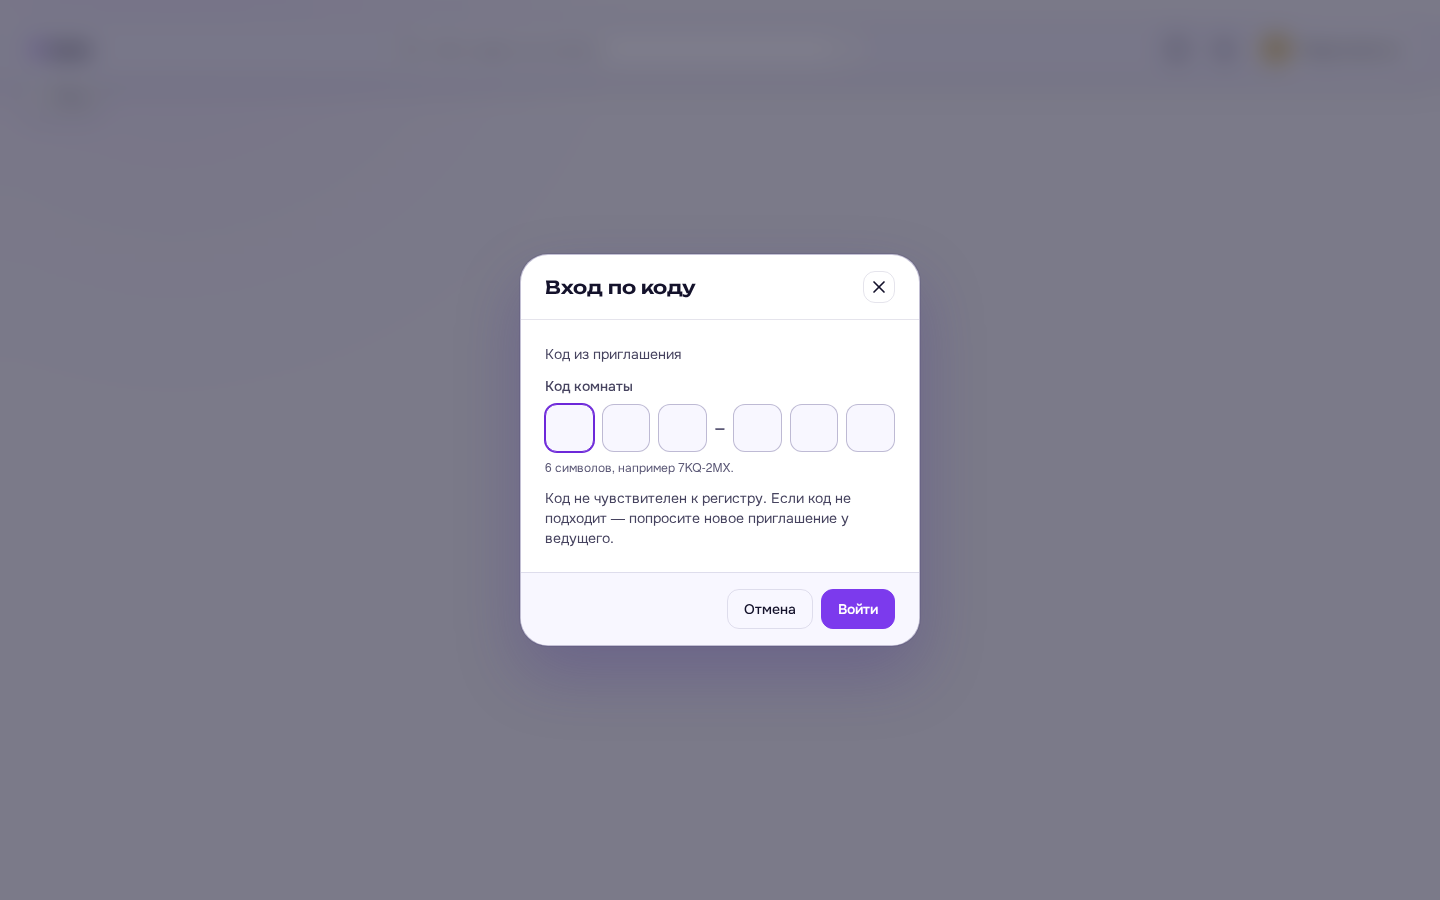 Вход по коду
Код из приглашения
Код комнаты
–
6 символов, например 7KQ-2MX.
Код не чувствителен к регистру. Если код не
подходит — попросите новое приглашение у
ведущего.
Отмена
Войти